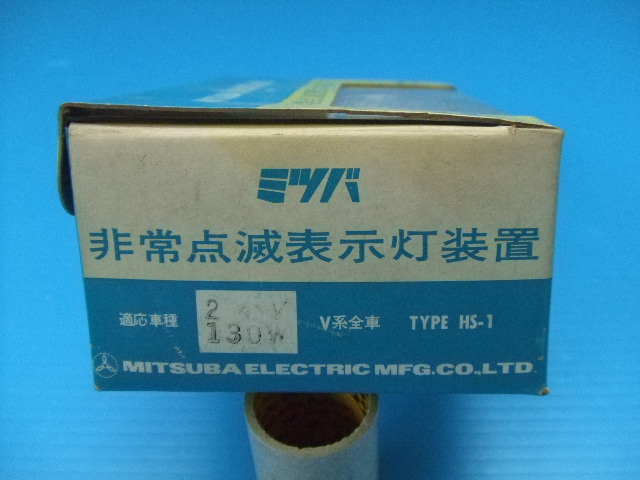 ミツバ
非常点滅表示灯装置
適応車種
130W
V系全車 TYPE HS-1
MITSUBA ELECTRIC MFG.CO.,LTD.